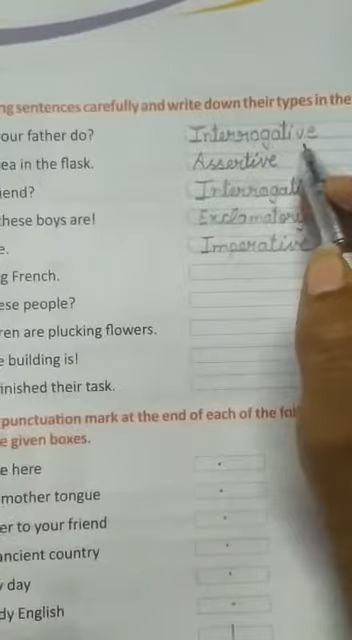 ng sentences carefully and write down their types in the
our father do? Interrogative
ea in the flask. Assertive
iend? Interrogati
these boys are! Exclamatory
e. Imperative
g French.
ese people?
ren are plucking flowers.
e building is!
inished their task.
punctuation mark at the end of each of the fol
e given boxes.
e here .
mother tongue .
er to your friend .
ancient country .
y day .
dy English .